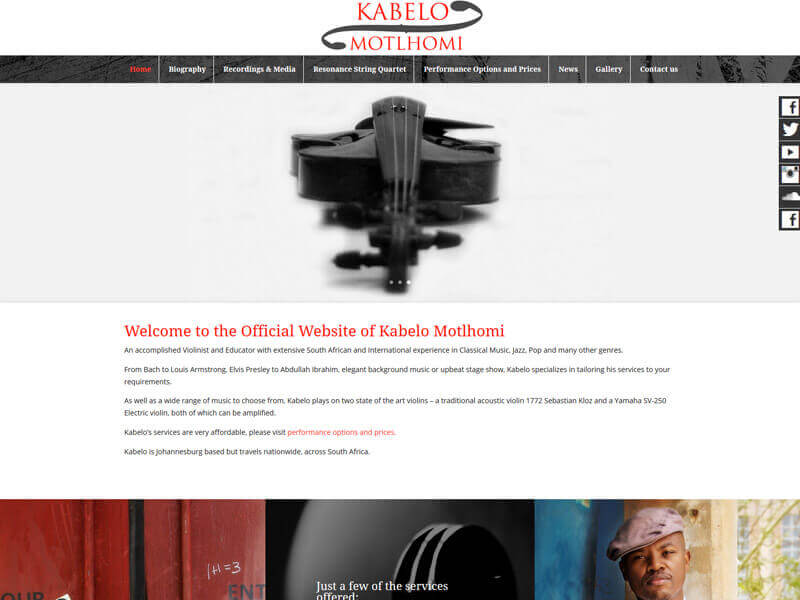 KABELO
MOTLHOMI
Home Biography Recordings & Media Resonance String Quartet Performance Options and Prices News Gallery Contact us
Welcome to the Official Website of Kabelo Motlhomi
An accomplished Violinist and Educator with extensive South African and International experience in Classical Music, Jazz, Pop and many other genres.
From Bach to Louis Armstrong, Elvis Presley to Abdullah Ibrahim, elegant background music or upbeat stage show, Kabelo specializes in tailoring his services to your
requirements.
As well as a wide range of music to choose from, Kabelo plays on two state of the art violins – a traditional acoustic violin 1772 Sebastian Kloz and a Yamaha SV-250
Electric violin, both of which can be amplified.
Kabelo's services are very affordable, please visit performance options and prices.
Kabelo is Johannesburg based but travels nationwide, across South Africa.
1+1=3
OUR
ENT
Just a few of the services
offered: